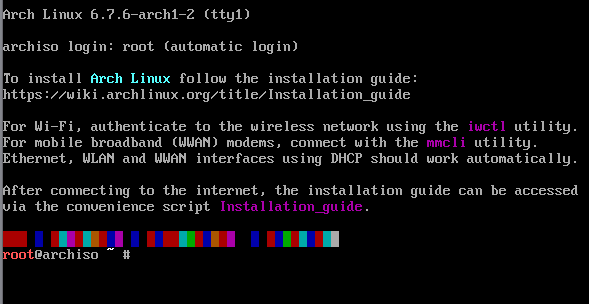 Arch Linux 6.7.6-arch1-2 (tty1)
archiso login: root (automatic login)
To install Arch Linux follow the installation guide:
https://wiki.archlinux.org/title/Installation_guide
For Wi-Fi, authenticate to the wireless network using the iwctl utility.
For mobile broadband (WWAN) modems, connect with the mmcli utility.
Ethernet, WLAN and WWAN interfaces using DHCP should work automatically.
After connecting to the internet, the installation guide can be accessed
via the convenience script Installation_guide.
root@archiso ~ #